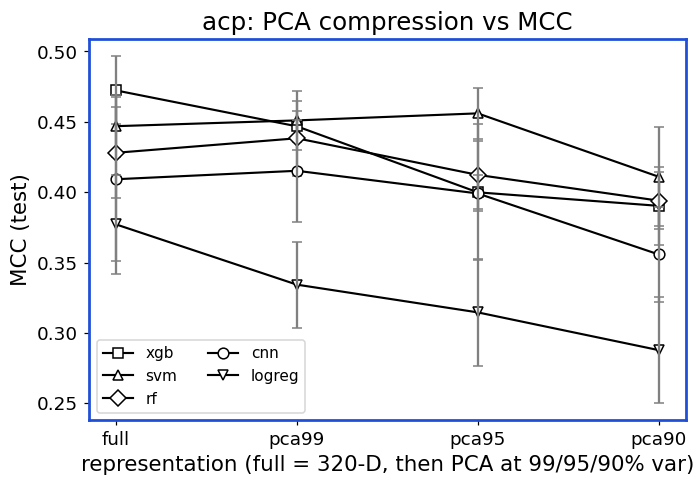 acp: PCA compression vs MCC
MCC (test)
0.50
0.45
0.40
0.35
0.30
0.25
xgb
svm
rf
cnn
logreg
full
pca99
pca95
pca90
representation (full = 320-D, then PCA at 99/95/90% var)